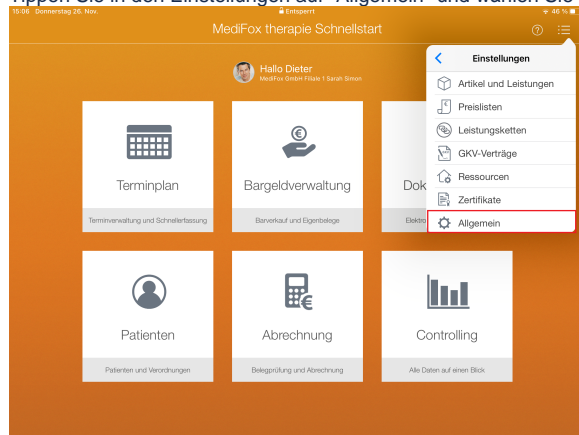 Tippen Sie in den Einstellungen auf "Allgemein" und wählen Sie
15:06 Donnerstag 26. Nov.
Entsperrt
46 %
MediFox therapie Schnellstart
Hallo Dieter
MediFox GmbH Filiale 1 Sarah Simon
Einstellungen
Artikel und Leistungen
Preislisten
Leistungsketten
GKV-Verträge
Ressourcen
Zertifikate
Allgemein
Terminplan
Terminverwaltung und Schnellerfassung
Bargeldverwaltung
Barverkauf und Eigenbelege
Dok
Elektro
Patienten
Patienten und Verordnungen
Abrechnung
Belegprüfung und Abrechnung
Controlling
Alle Daten auf einen Blick